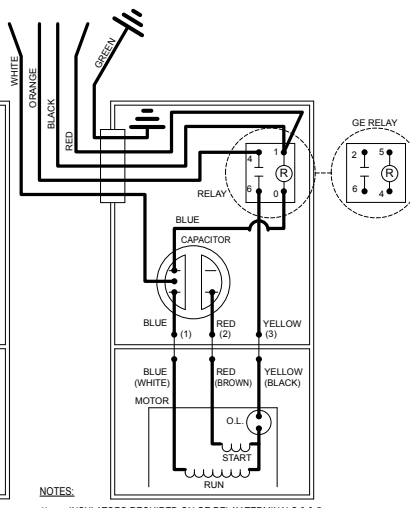 WHITE
ORANGE
BLACK
RED
GREEN
GE RELAY
4 1
R
6 0
RELAY
2 5
R
6 4
BLUE
CAPACITOR
BLUE (1)
RED (2)
YELLOW (3)
BLUE (WHITE)
RED (BROWN)
YELLOW (BLACK)
MOTOR
O.L.
START
RUN
NOTES: